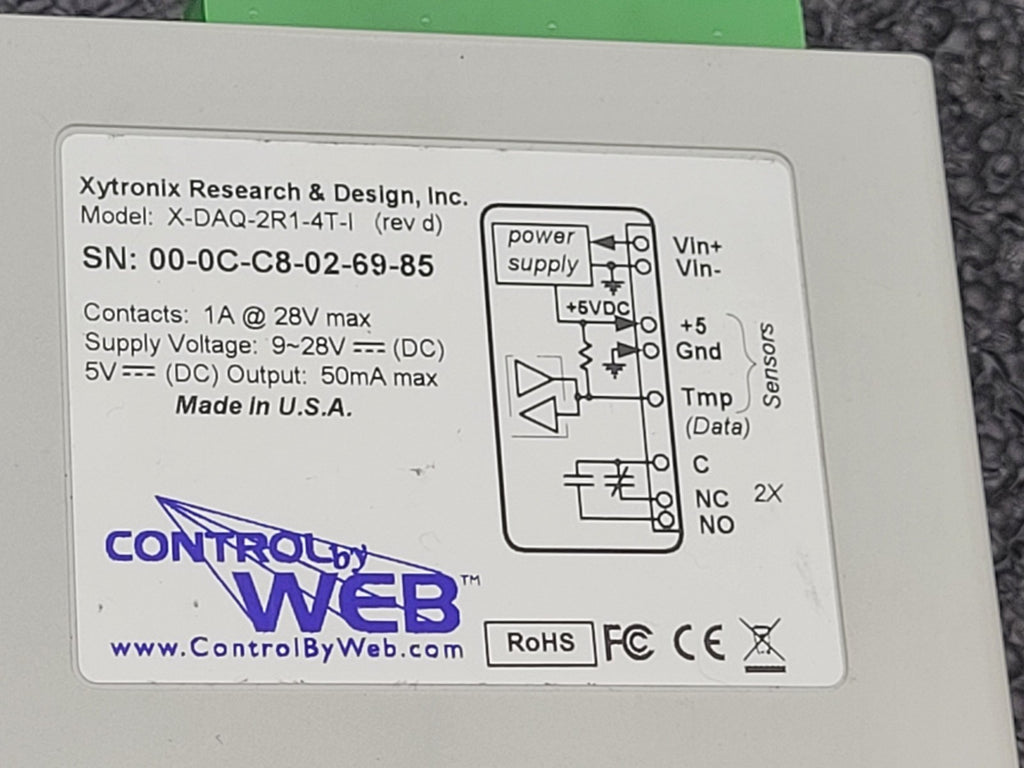 Xytronix Research & Design, Inc.
Model: X-DAQ-2R1-4T-I (rev d)
SN: 00-0C-C8-02-69-85
Contacts: 1A @ 28V max
Supply Voltage: 9~28V ⎓ (DC)
5V ⎓ (DC) Output: 50mA max
Made in U.S.A.
power
supply
Vin+
Vin-
+5VDC
+5
Gnd
Tmp
(Data)
Sensors
C
NC
NO
2X
CONTROL by
WEB™
www.ControlByWeb.com
RoHS
FC CE